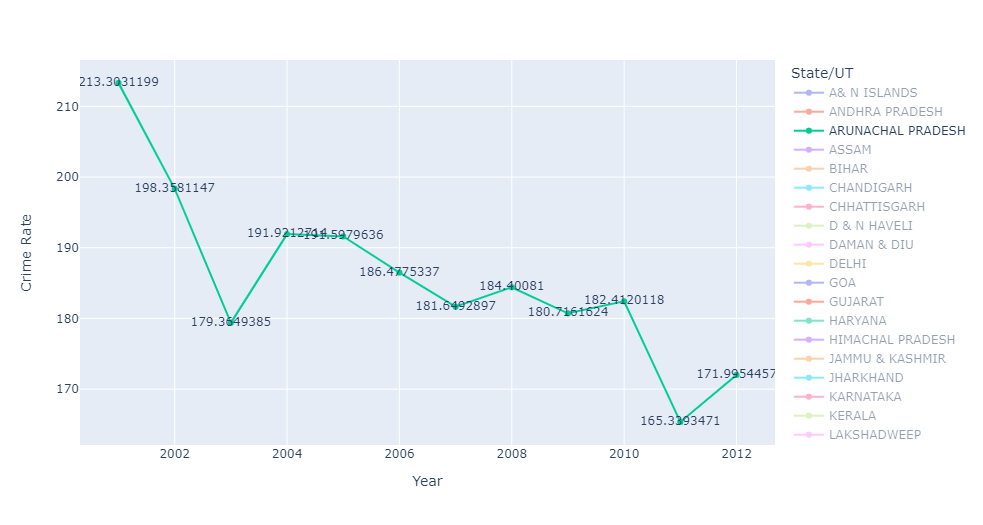 State/UT
A& N ISLANDS
ANDHRA PRADESH
ARUNACHAL PRADESH
ASSAM
BIHAR
CHANDIGARH
CHHATTISGARH
D & N HAVELI
DAMAN & DIU
DELHI
GOA
GUJARAT
HARYANA
HIMACHAL PRADESH
JAMMU & KASHMIR
JHARKHAND
KARNATAKA
KERALA
LAKSHADWEEP
Crime Rate
210
200
190
180
170
213.3031199
198.3581147
179.3649385
191.9212714
191.5979636
186.4775337
181.6492897
184.40081
180.7161624
182.4120118
165.3393471
171.9954457
2002
2004
2006
2008
2010
2012
Year